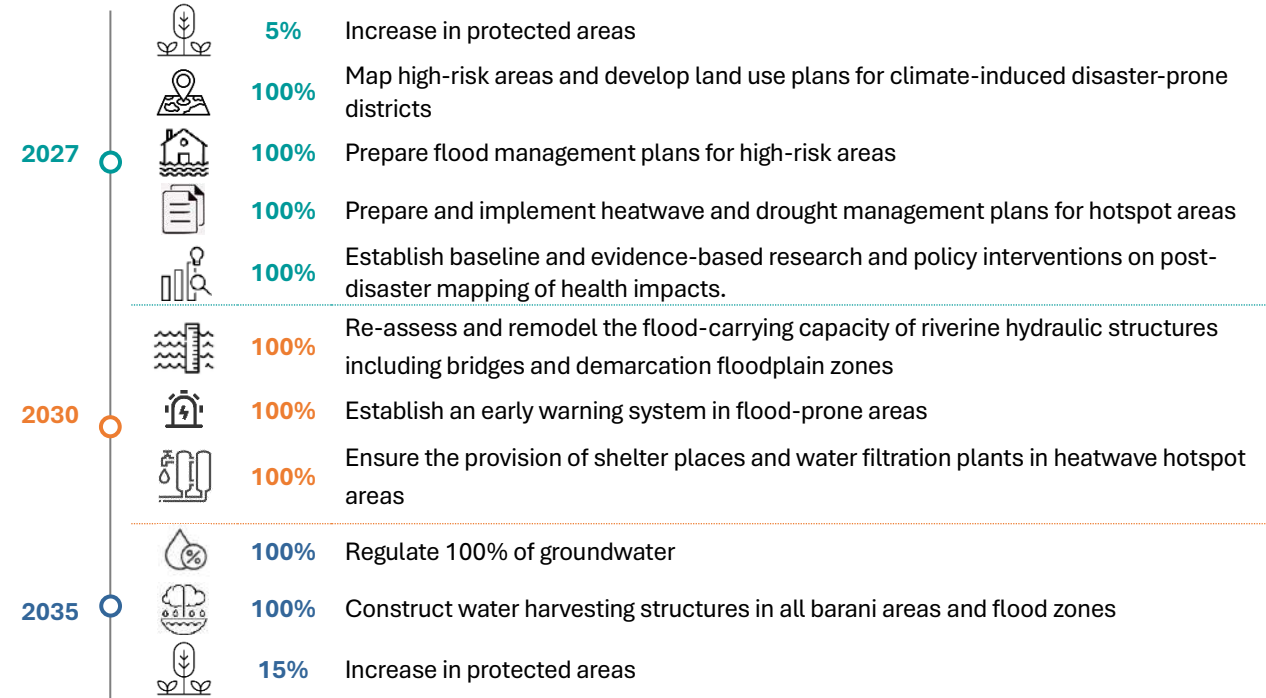 5% Increase in protected areas
100% Map high-risk areas and develop land use plans for climate-induced disaster-prone
districts
2027
100% Prepare flood management plans for high-risk areas
100% Prepare and implement heatwave and drought management plans for hotspot areas
100% Establish baseline and evidence-based research and policy interventions on post-
disaster mapping of health impacts.
100% Re-assess and remodel the flood-carrying capacity of riverine hydraulic structures
including bridges and demarcation floodplain zones
2030
100% Establish an early warning system in flood-prone areas
100% Ensure the provision of shelter places and water filtration plants in heatwave hotspot
areas
100% Regulate 100% of groundwater
2035
100% Construct water harvesting structures in all barani areas and flood zones
15% Increase in protected areas